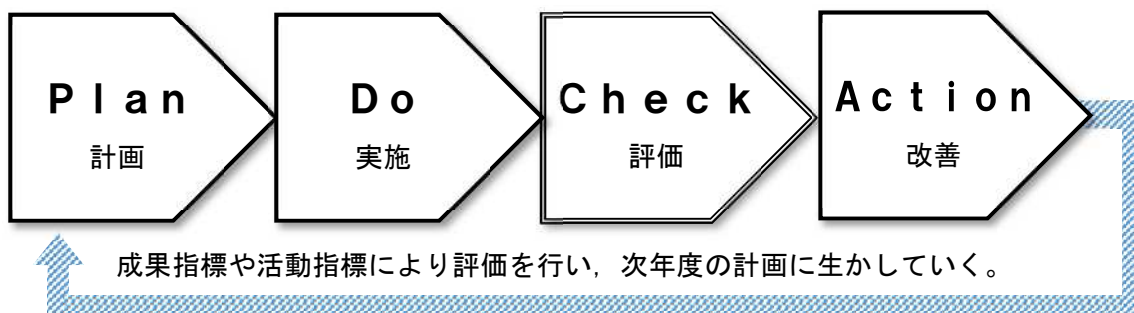 Plan
計画
Do
実施
Check
評価
Action
改善
成果指標や活動指標により評価を行い，次年度の計画に生かしていく。